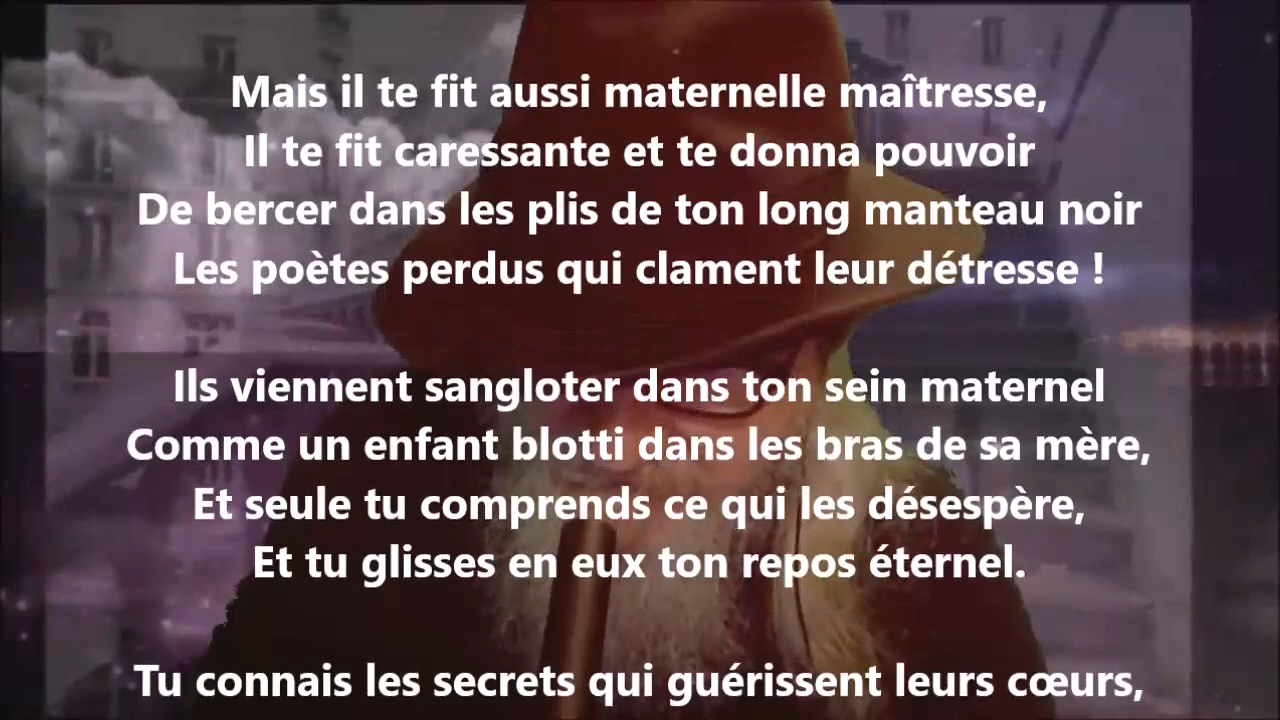 Mais il te fit aussi maternelle maîtresse,
Il te fit caressante et te donna pouvoir
De bercer dans les plis de ton long manteau noir
Les poètes perdus qui clament leur détresse !
Ils viennent sangloter dans ton sein maternel
Comme un enfant blotti dans les bras de sa mère,
Et seule tu comprends ce qui les désespère,
Et tu glisses en eux ton repos éternel.
Tu connais les secrets qui guérissent leurs cœurs,